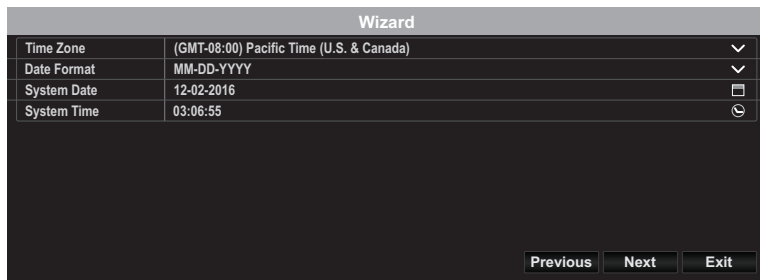 Wizard
Time Zone (GMT-08:00) Pacific Time (U.S. & Canada)
Date Format MM-DD-YYYY
System Date 12-02-2016
System Time 03:06:55
Previous Next Exit